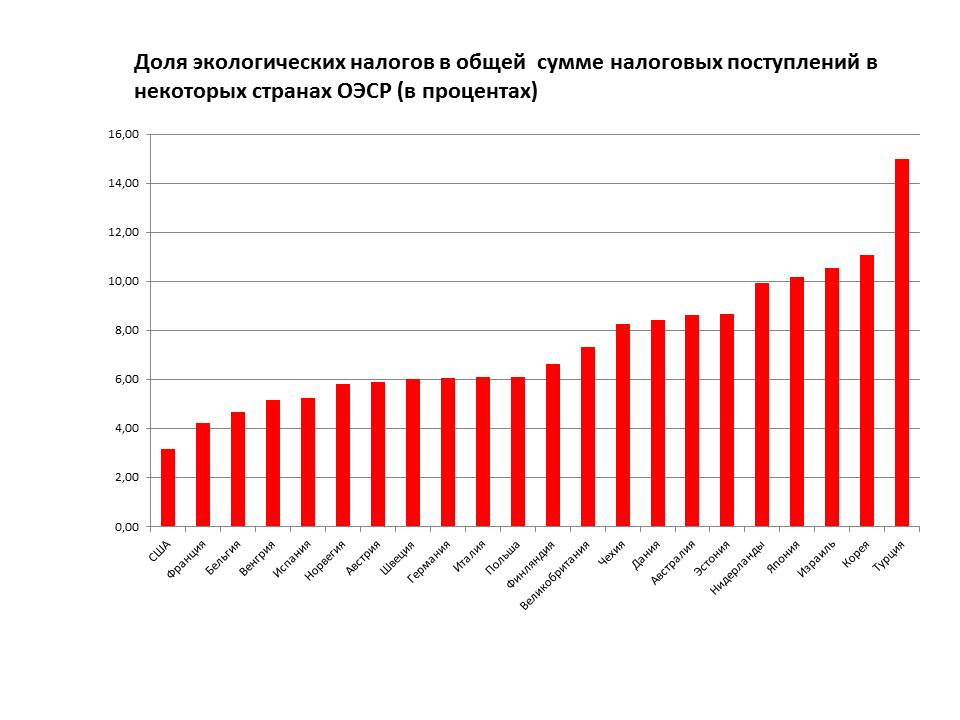 Доля экологических налогов в общей  сумме налоговых поступлений в
некоторых странах ОЭСР (в процентах)
16,00
14,00
12,00
10,00
8,00
6,00
4,00
2,00
0,00
США
Франция
Бельгия
Венгрия
Испания
Норвегия
Австрия
Швеция
Германия
Италия
Польша
Финляндия
Великобритания
Чехия
Дания
Австралия
Эстония
Нидерланды
Япония
Израиль
Корея
Турция